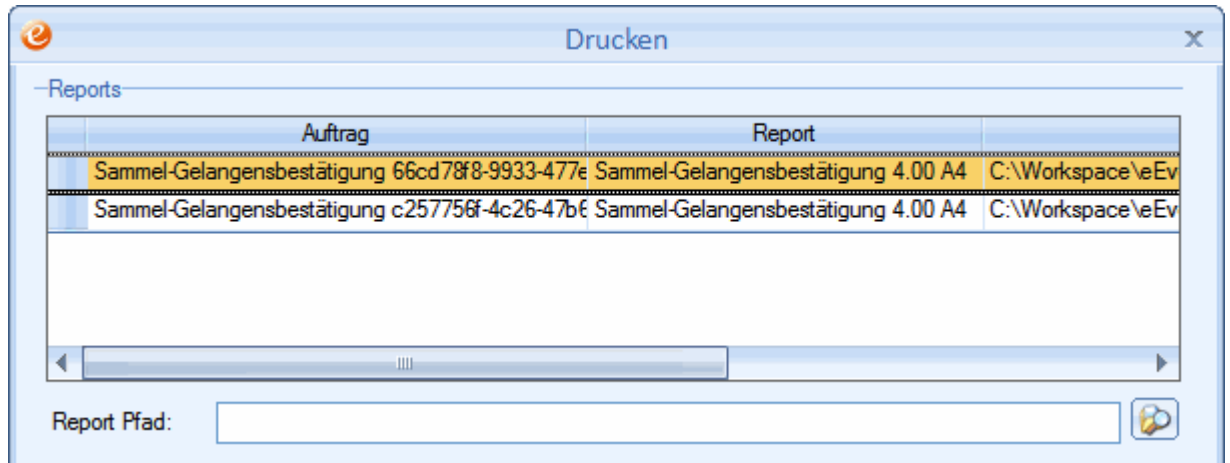 Drucken
Reports
Auftrag Report
Sammel-Gelangensbestätigung 66cd78f8-9933-477e Sammel-Gelangensbestätigung 4.00 A4 C:\Workspace\eEv
Sammel-Gelangensbestätigung c257756f-4c26-47b6 Sammel-Gelangensbestätigung 4.00 A4 C:\Workspace\eEv
Report Pfad: